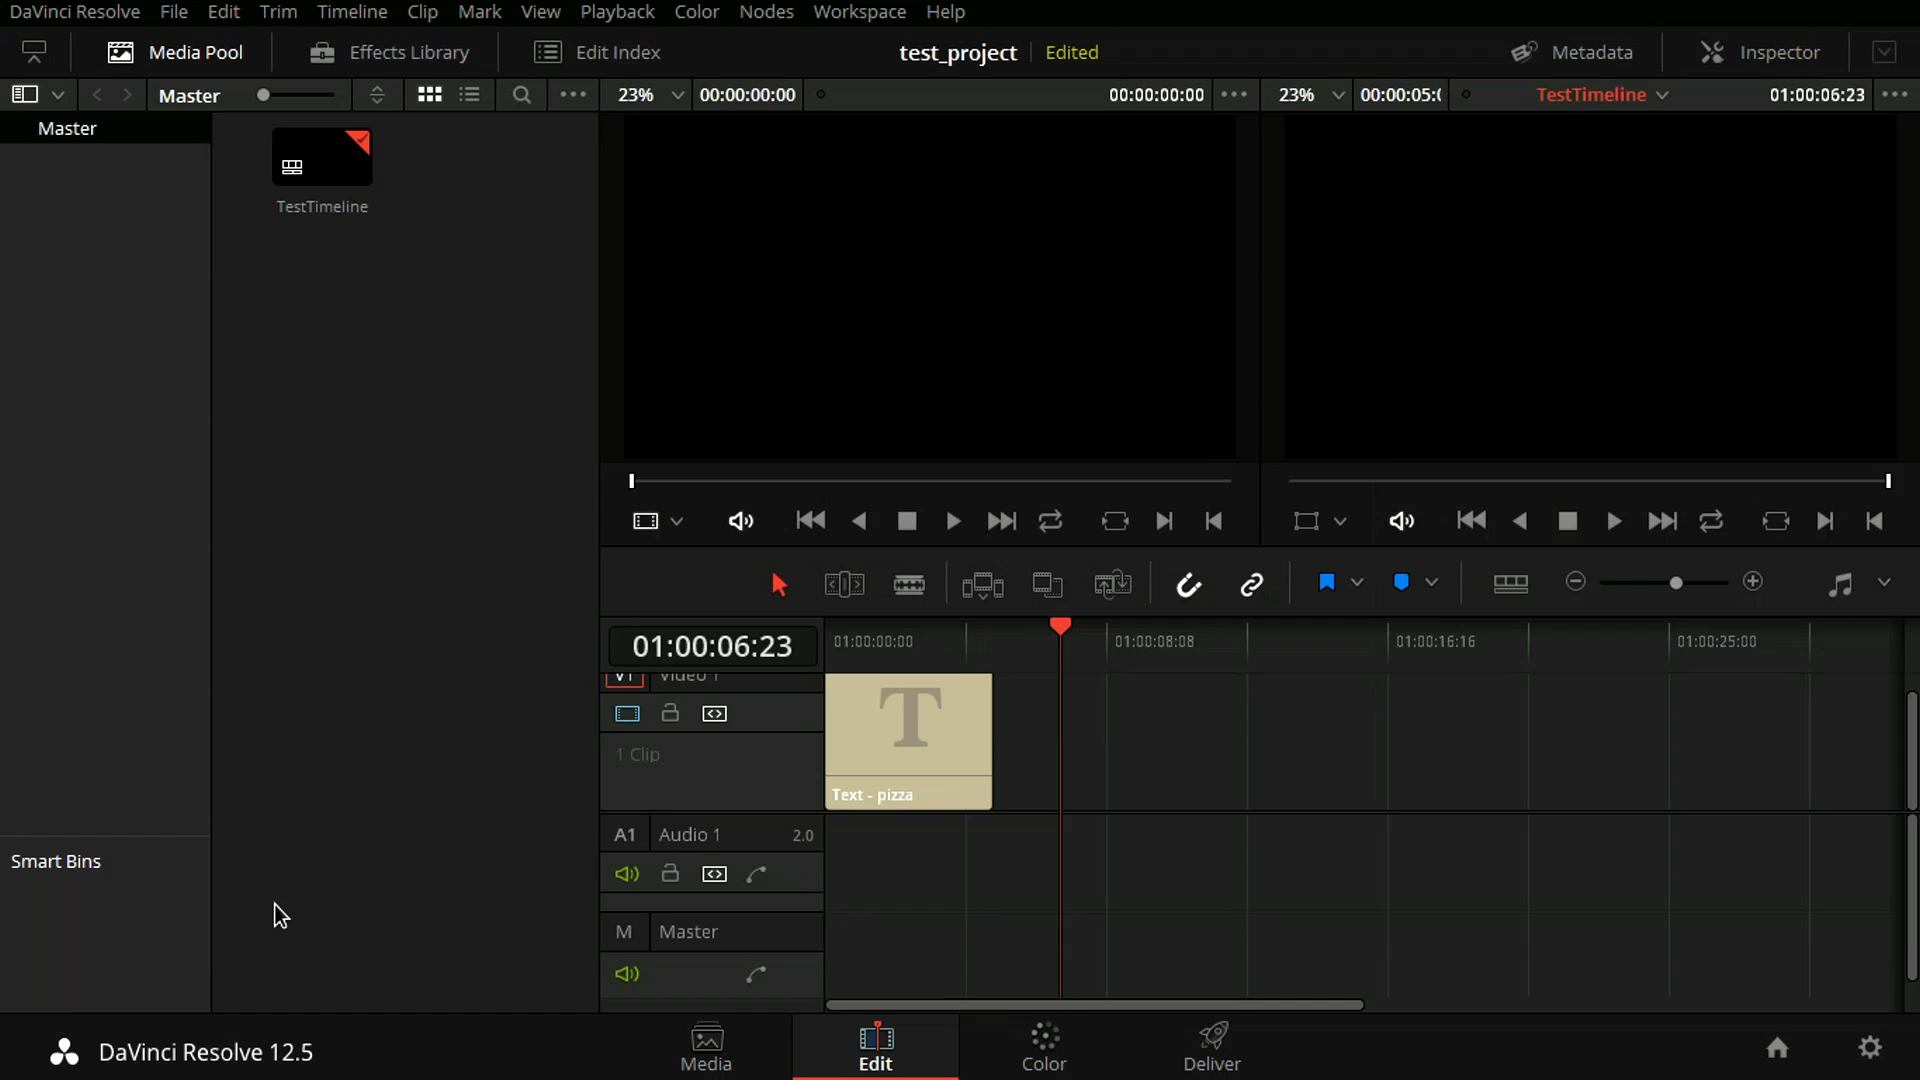 DaVinci Resolve File Edit Trim Timeline Clip Mark View Playback Color Nodes Workspace Help
Media Pool Effects Library Edit Index test_project Edited Metadata Inspector
Master 23% 00:00:00:00 00:00:00:00 23% 00:00:05:( TestTimeline 01:00:06:23
Master
TestTimeline
01:00:06:23 01:00:00:00 01:00:08:08 01:00:16:16 01:00:25:00
V1 Video 1
T
1 Clip
Text - pizza
A1 Audio 1 2.0
Smart Bins
M Master
DaVinci Resolve 12.5 Media Edit Color Deliver